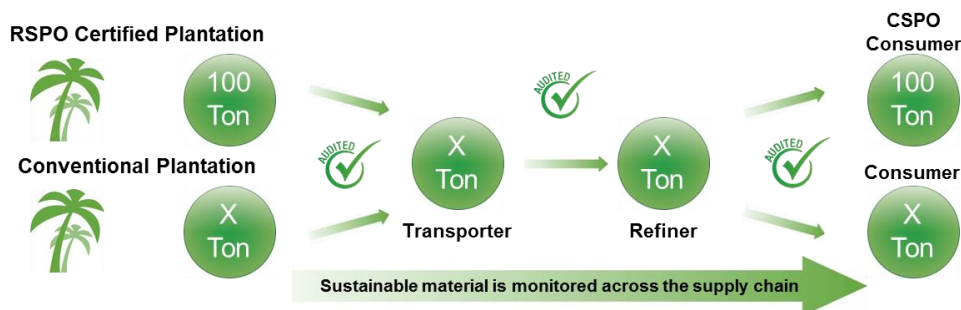 RSPO Certified Plantation
100
Ton
Conventional Plantation
X
Ton
AUDITED
X
Ton
Transporter
AUDITED
X
Ton
Refiner
AUDITED
CSPO
Consumer
100
Ton
Consumer
X
Ton
Sustainable material is monitored across the supply chain